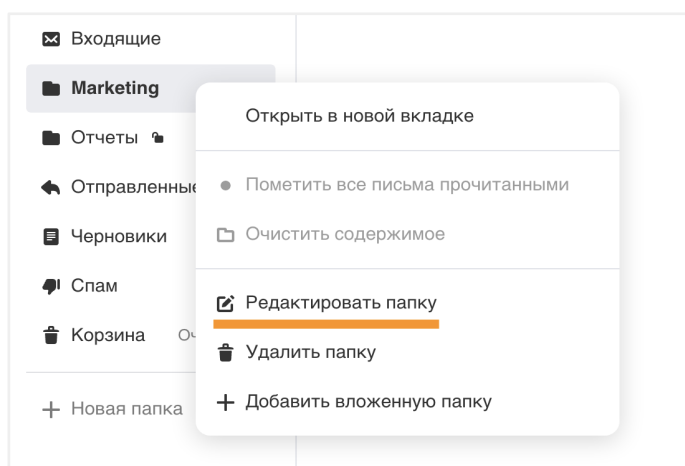 Входящие
Marketing
Открыть в новой вкладке
Отчеты
Отправленные
Пометить все письма прочитанными
Черновики
Очистить содержимое
Спам
Редактировать папку
Корзина
Удалить папку
Новая папка
Добавить вложенную папку